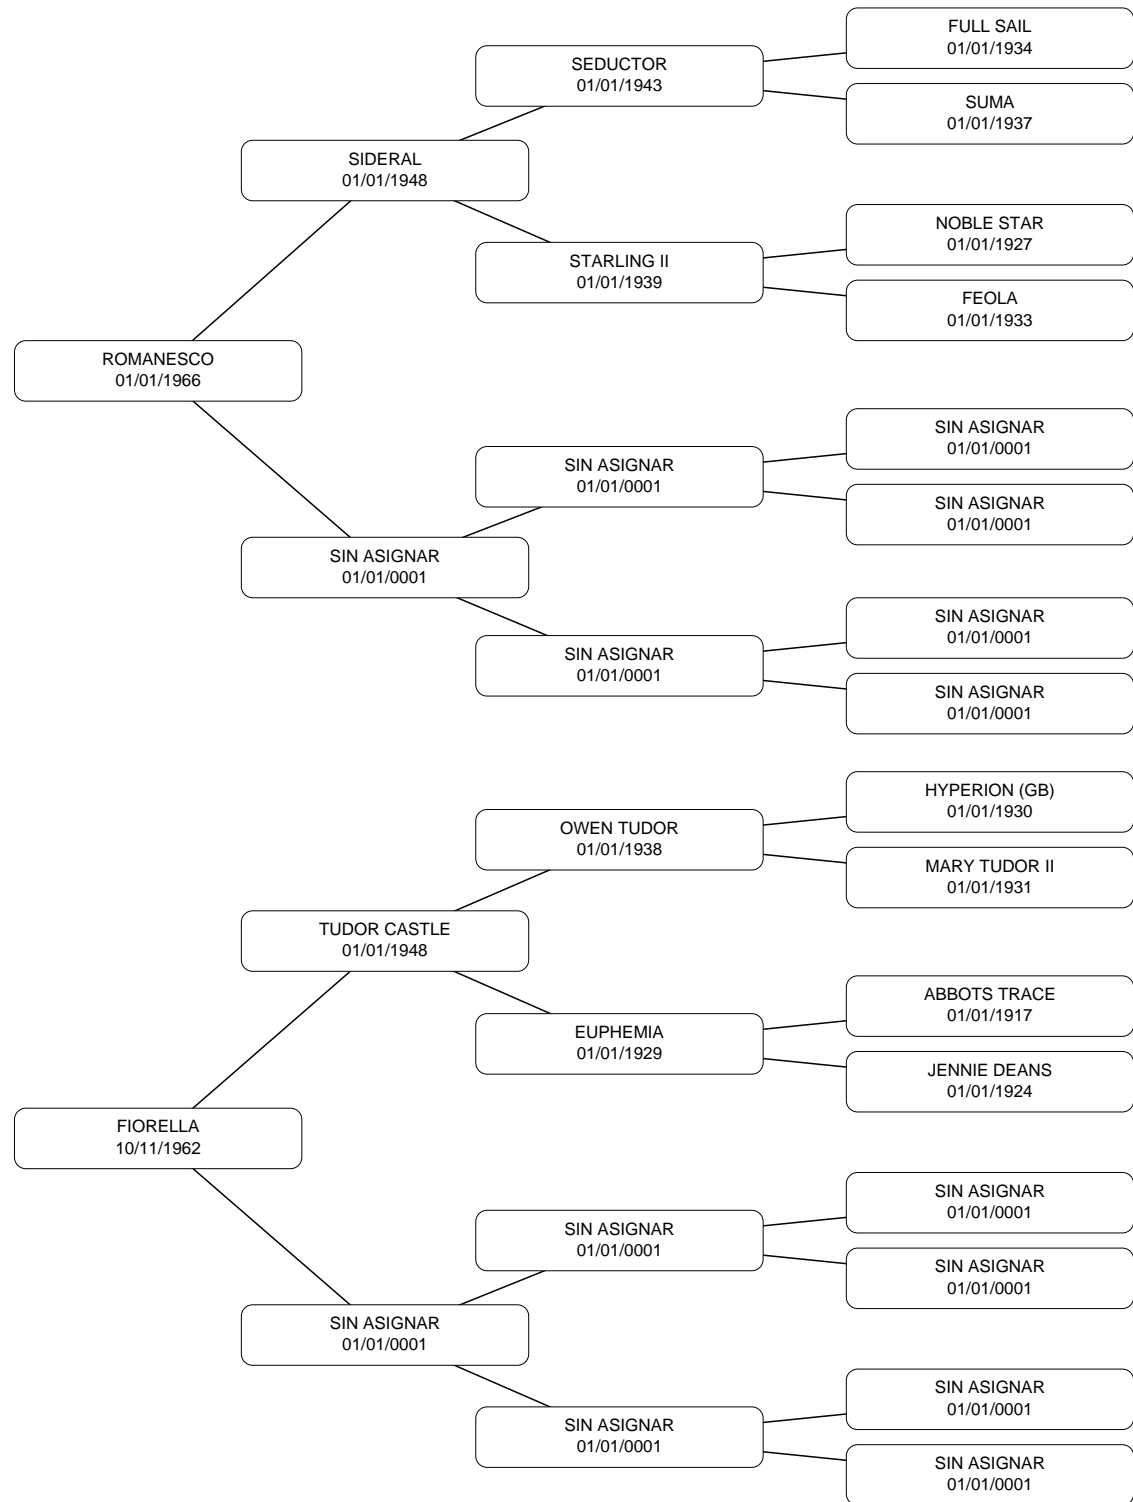 FULL SAIL
01/01/1934
SEDUCTOR
01/01/1943
SUMA
01/01/1937
SIDERAL
01/01/1948
NOBLE STAR
01/01/1927
STARLING II
01/01/1939
FEOLA
01/01/1933
ROMANESCO
01/01/1966
SIN ASIGNAR
01/01/0001
SIN ASIGNAR
01/01/0001
SIN ASIGNAR
01/01/0001
SIN ASIGNAR
01/01/0001
SIN ASIGNAR
01/01/0001
SIN ASIGNAR
01/01/0001
SIN ASIGNAR
01/01/0001
HYPERION (GB)
01/01/1930
OWEN TUDOR
01/01/1938
MARY TUDOR II
01/01/1931
TUDOR CASTLE
01/01/1948
ABBOTS TRACE
01/01/1917
EUPHEMIA
01/01/1929
JENNIE DEANS
01/01/1924
FIORELLA
10/11/1962
SIN ASIGNAR
01/01/0001
SIN ASIGNAR
01/01/0001
SIN ASIGNAR
01/01/0001
SIN ASIGNAR
01/01/0001
SIN ASIGNAR
01/01/0001
SIN ASIGNAR
01/01/0001
SIN ASIGNAR
01/01/0001